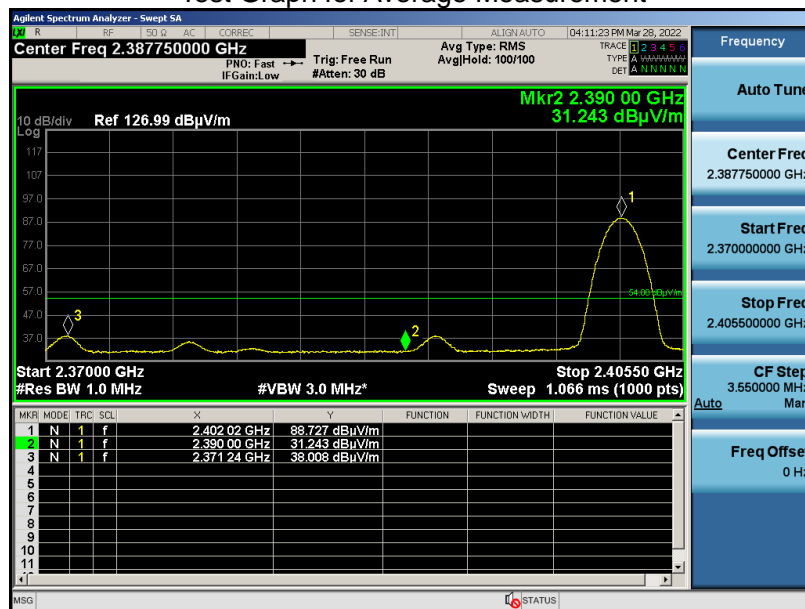 Test Graph for Average Measurement
Agilent Spectrum Analyzer - Swept SA
LXI R RF 50 Ω AC CORREC SENSE:INT ALIGN AUTO 04:11:23 PM Mar 28, 2022
Center Freq 2.387750000 GHz
PNO: Fast
IFGain:Low
Trig: Free Run
#Atten: 30 dB
Avg Type: RMS
Avg|Hold: 100/100
TRACE 1 2 3 4 5 6
TYPE A
DET A N N N N N
Mkr2 2.390 00 GHz
31.243 dBµV/m
10 dB/div Ref 126.99 dBµV/m
Log
117
107
97.0
87.0
77.0
67.0
57.0
47.0
37.0
1
54.00 dBµV/m
3
2
Start 2.37000 GHz Stop 2.40550 GHz
#Res BW 1.0 MHz #VBW 3.0 MHz* Sweep 1.066 ms (1000 pts)
MKR MODE TRC SCL X Y FUNCTION FUNCTION WIDTH FUNCTION VALUE
1 N 1 f 2.402 02 GHz 88.727 dBµV/m
2 N 1 f 2.390 00 GHz 31.243 dBµV/m
3 N 1 f 2.371 24 GHz 38.008 dBµV/m
4
5
6
7
8
9
10
11
MSG STATUS
Frequency
Auto Tune
Center Freq
2.387750000 GHz
Start Freq
2.370000000 GHz
Stop Freq
2.405500000 GHz
CF Step
3.550000 MHz
Auto Man
Freq Offset
0 Hz